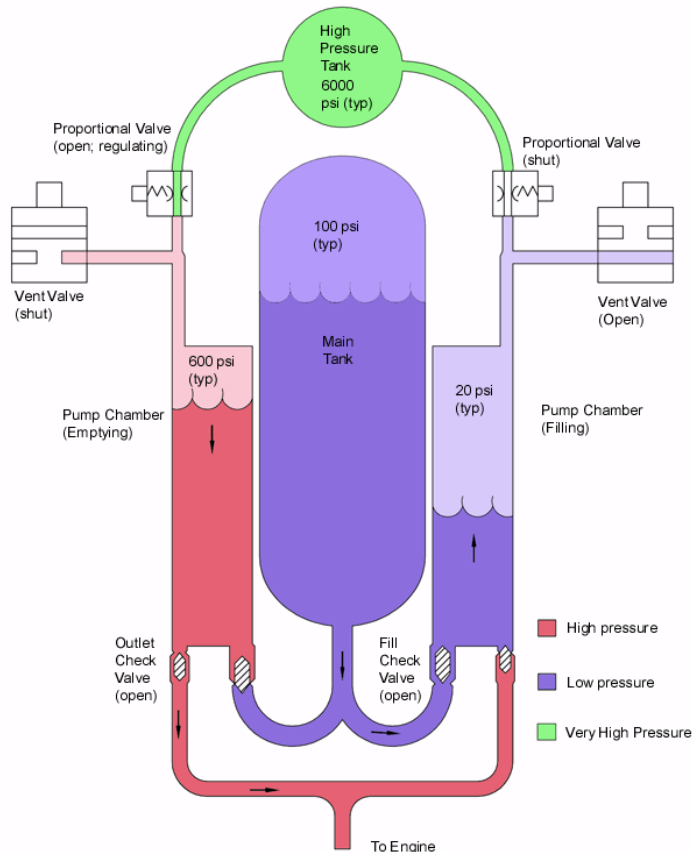 High
Pressure
Tank
6000
psi (typ)
Proportional Valve
(open; regulating)
Proportional Valve
(shut)
100 psi
(typ)
Vent Valve
(shut)
Vent Valve
(Open)
Main
Tank
600 psi
(typ)
20 psi
(typ)
Pump Chamber
(Emptying)
Pump Chamber
(Filling)
Outlet
Check
Valve
(open)
Fill
Check
Valve
(open)
High pressure
Low pressure
Very High Pressure
To Engine